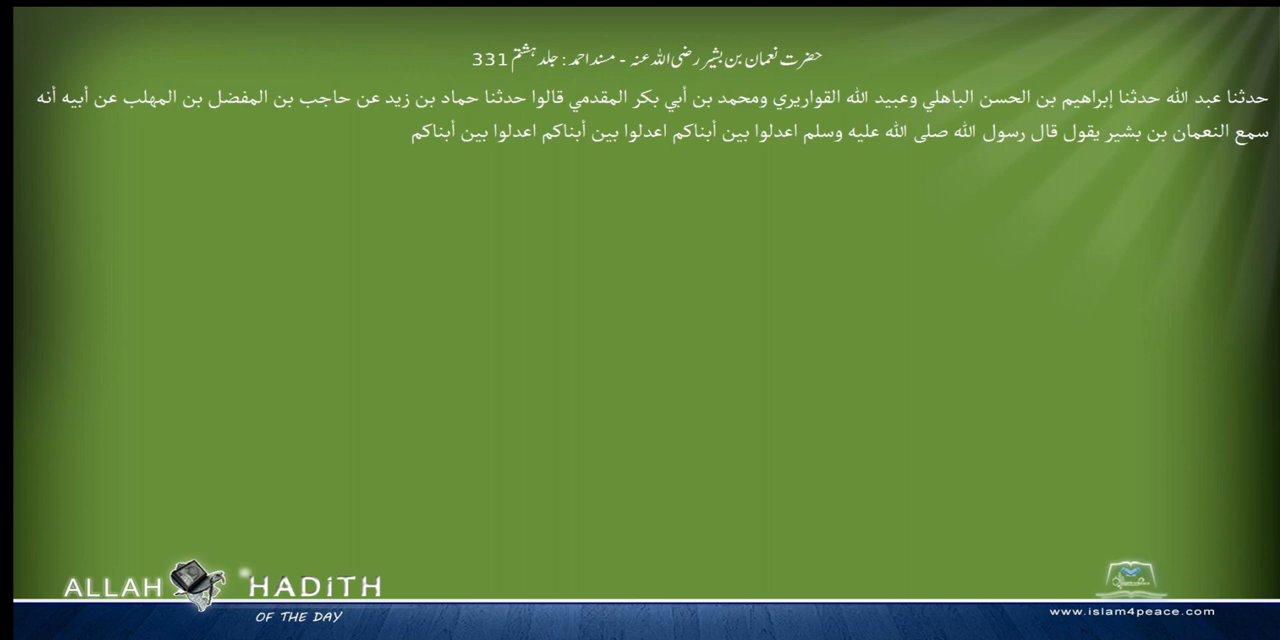 حضرت نعمان بن بشیر رضی اللہ عنہ - مسند احمد : جلد ہشتم 331
حدثنا عبد الله حدثنا إبراهيم بن الحسن الباهلي وعبيد الله القواريري ومحمد بن أبي بكر المقدمي قالوا حدثنا حماد بن زيد عن حاجب بن المفضل بن المهلب عن أبيه أنه
سمع النعمان بن بشير يقول قال رسول الله صلى الله عليه وسلم اعدلوا بين أبناكم اعدلوا بين أبناكم اعدلوا بين أبناكم
ALLAH HADITH
OF THE DAY
www.islam4peace.com